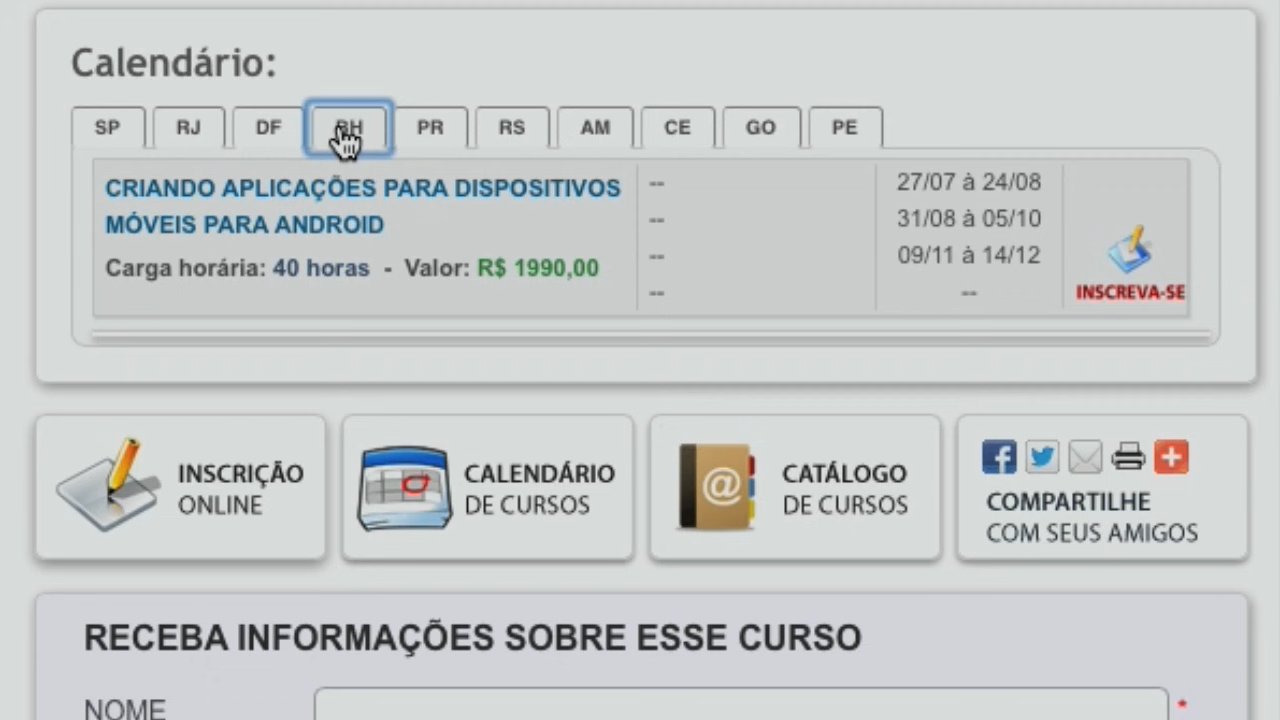 Calendário:
SP RJ DF BH PR RS AM CE GO PE
CRIANDO APLICAÇÕES PARA DISPOSITIVOS
MÓVEIS PARA ANDROID
Carga horária: 40 horas - Valor: R$ 1990,00
--
--
--
--
27/07 à 24/08
31/08 à 05/10
09/11 à 14/12
--
INSCREVA-SE
INSCRIÇÃO
ONLINE
CALENDÁRIO
DE CURSOS
CATÁLOGO
DE CURSOS
COMPARTILHE
COM SEUS AMIGOS
RECEBA INFORMAÇÕES SOBRE ESSE CURSO
NOME *